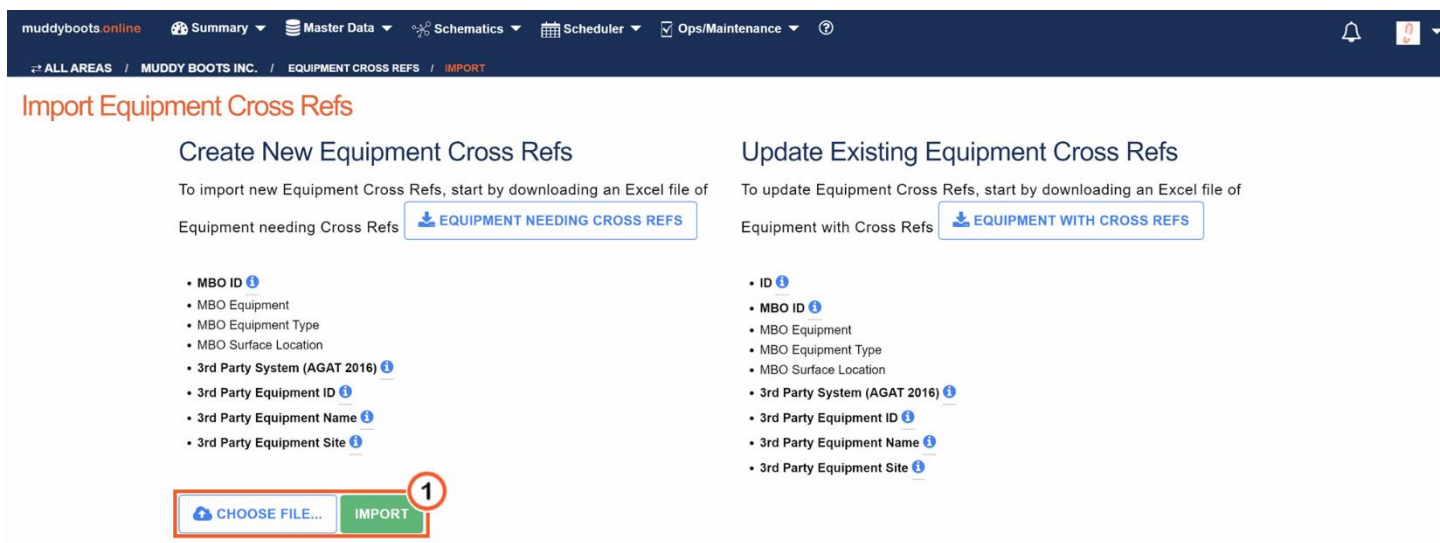 muddyboots.online Summary Master Data Schematics Scheduler Ops/Maintenance
ALL AREAS / MUDDY BOOTS INC. / EQUIPMENT CROSS REFS / IMPORT
Import Equipment Cross Refs
Create New Equipment Cross Refs
To import new Equipment Cross Refs, start by downloading an Excel file of
Equipment needing Cross Refs EQUIPMENT NEEDING CROSS REFS
• MBO ID
• MBO Equipment
• MBO Equipment Type
• MBO Surface Location
• 3rd Party System (AGAT 2016)
• 3rd Party Equipment ID
• 3rd Party Equipment Name
• 3rd Party Equipment Site
CHOOSE FILE... IMPORT
1
Update Existing Equipment Cross Refs
To update Equipment Cross Refs, start by downloading an Excel file of
Equipment with Cross Refs EQUIPMENT WITH CROSS REFS
• ID
• MBO ID
• MBO Equipment
• MBO Equipment Type
• MBO Surface Location
• 3rd Party System (AGAT 2016)
• 3rd Party Equipment ID
• 3rd Party Equipment Name
• 3rd Party Equipment Site